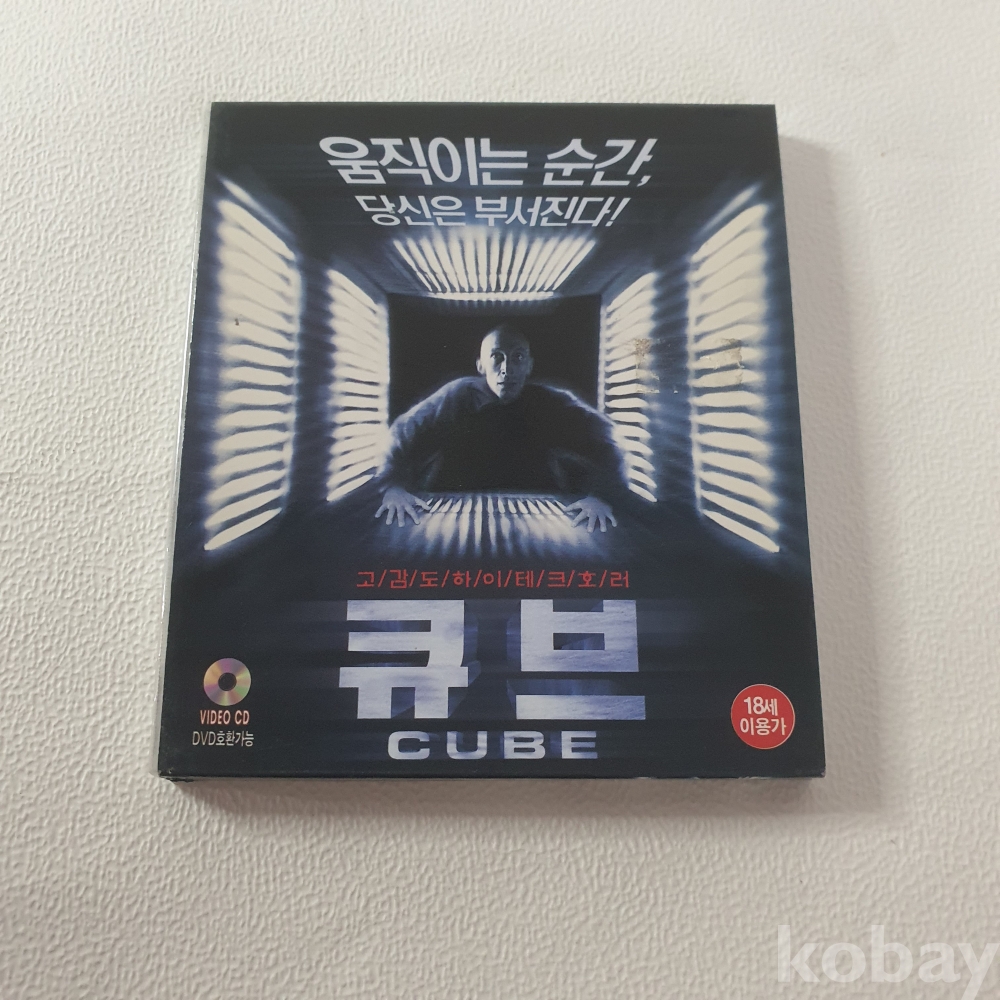 움직이는 순간,
당신은 부서진다!
고/감/도/하/이/테/크/호/러
큐브
CUBE
VIDEO CD
DVD호환가능
18세
이용가
kobay